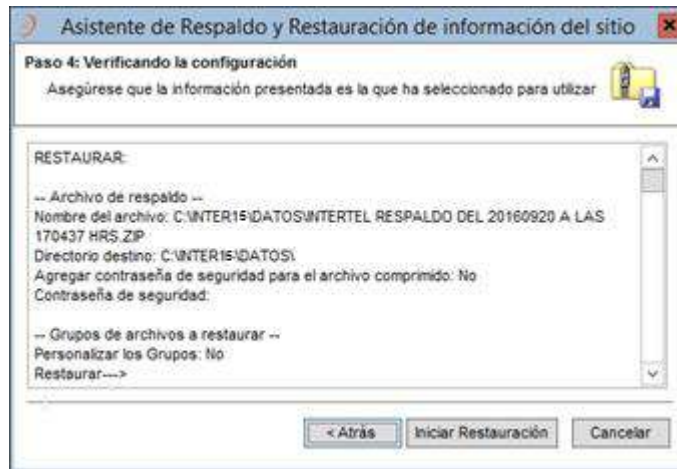 Asistente de Respaldo y Restauración de información del sitio
Paso 4: Verificando la configuración
Asegúrese que la información presentada es la que ha seleccionado para utilizar
RESTAURAR:
-- Archivo de respaldo --
Nombre del archivo: C:\INTER15\DATOS\INTERTEL RESPALDO DEL 20160920 A LAS
170437 HRS.ZIP
Directorio destino: C:\INTER15\DATOS\
Agregar contraseña de seguridad para el archivo comprimido: No
Contraseña de seguridad:
-- Grupos de archivos a restaurar --
Personalizar los Grupos: No
Restaurar--->
< Atrás
Iniciar Restauración
Cancelar